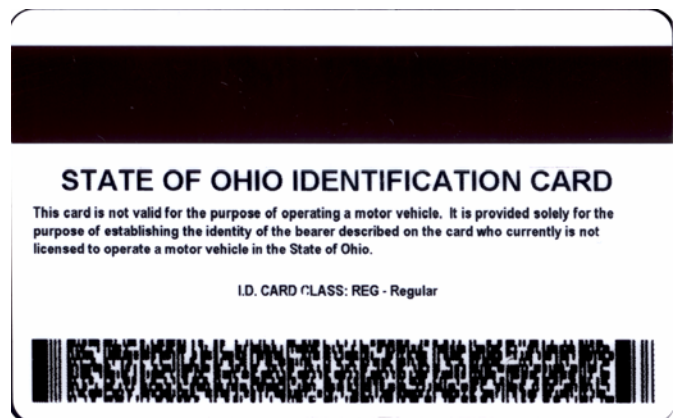 STATE OF OHIO IDENTIFICATION CARD
This card is not valid for the purpose of operating a motor vehicle. It is provided solely for the
purpose of establishing the identity of the bearer described on the card who currently is not
licensed to operate a motor vehicle in the State of Ohio.
I.D. CARD CLASS: REG - Regular